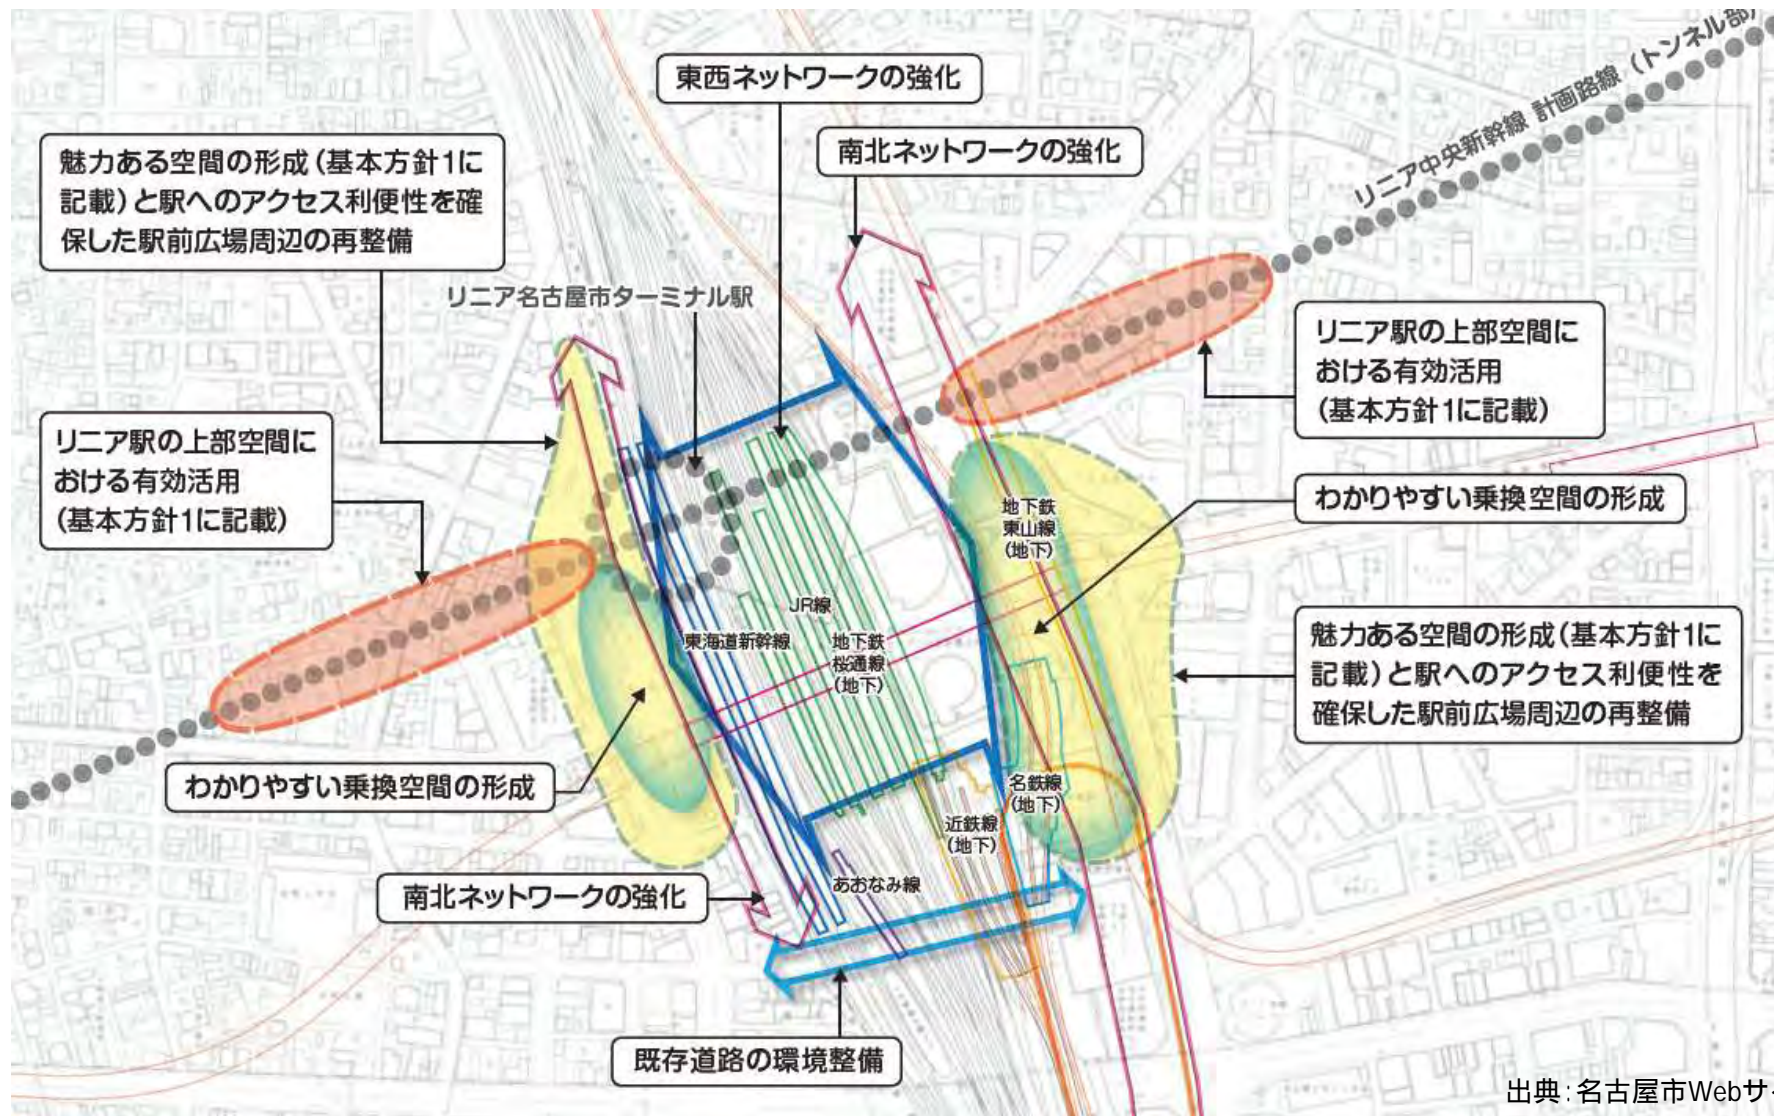 リニア中央新幹線 計画路線（トンネル部）
東西ネットワークの強化
南北ネットワークの強化
魅力ある空間の形成（基本方針1に
記載）と駅へのアクセス利便性を確
保した駅前広場周辺の再整備
リニア名古屋市ターミナル駅
リニア駅の上部空間に
おける有効活用
（基本方針1に記載）
リニア駅の上部空間に
おける有効活用
（基本方針1に記載）
わかりやすい乗換空間の形成
地下鉄
東山線
（地下）
JR線
東海道新幹線
地下鉄
桜通線
（地下）
魅力ある空間の形成（基本方針1に
記載）と駅へのアクセス利便性を
確保した駅前広場周辺の再整備
わかりやすい乗換空間の形成
名鉄線
（地下）
近鉄線
（地下）
あおなみ線
南北ネットワークの強化
既存道路の環境整備
出典：名古屋市Webサ